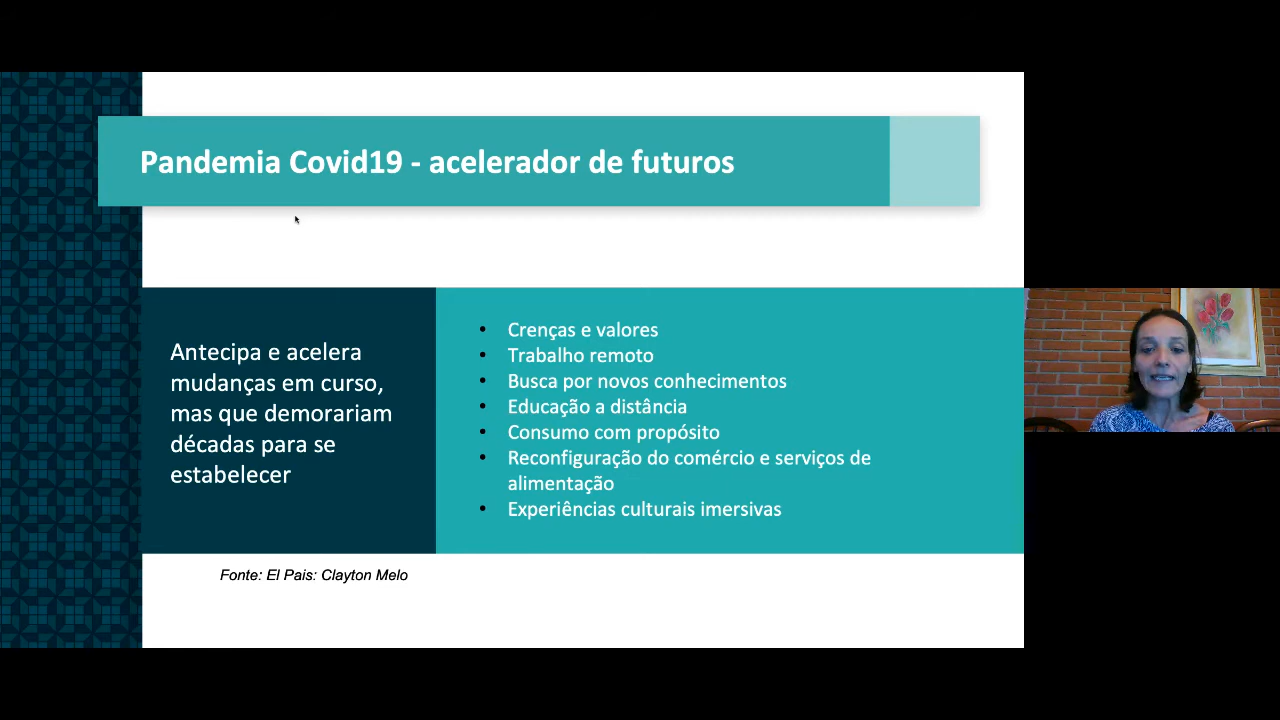 Pandemia Covid19 - acelerador de futuros
Antecipa e acelera
mudanças em curso,
mas que demorariam
décadas para se
estabelecer
• Crenças e valores
• Trabalho remoto
• Busca por novos conhecimentos
• Educação a distância
• Consumo com propósito
• Reconfiguração do comércio e serviços de
alimentação
• Experiências culturais imersivas
Fonte: El Pais: Clayton Melo